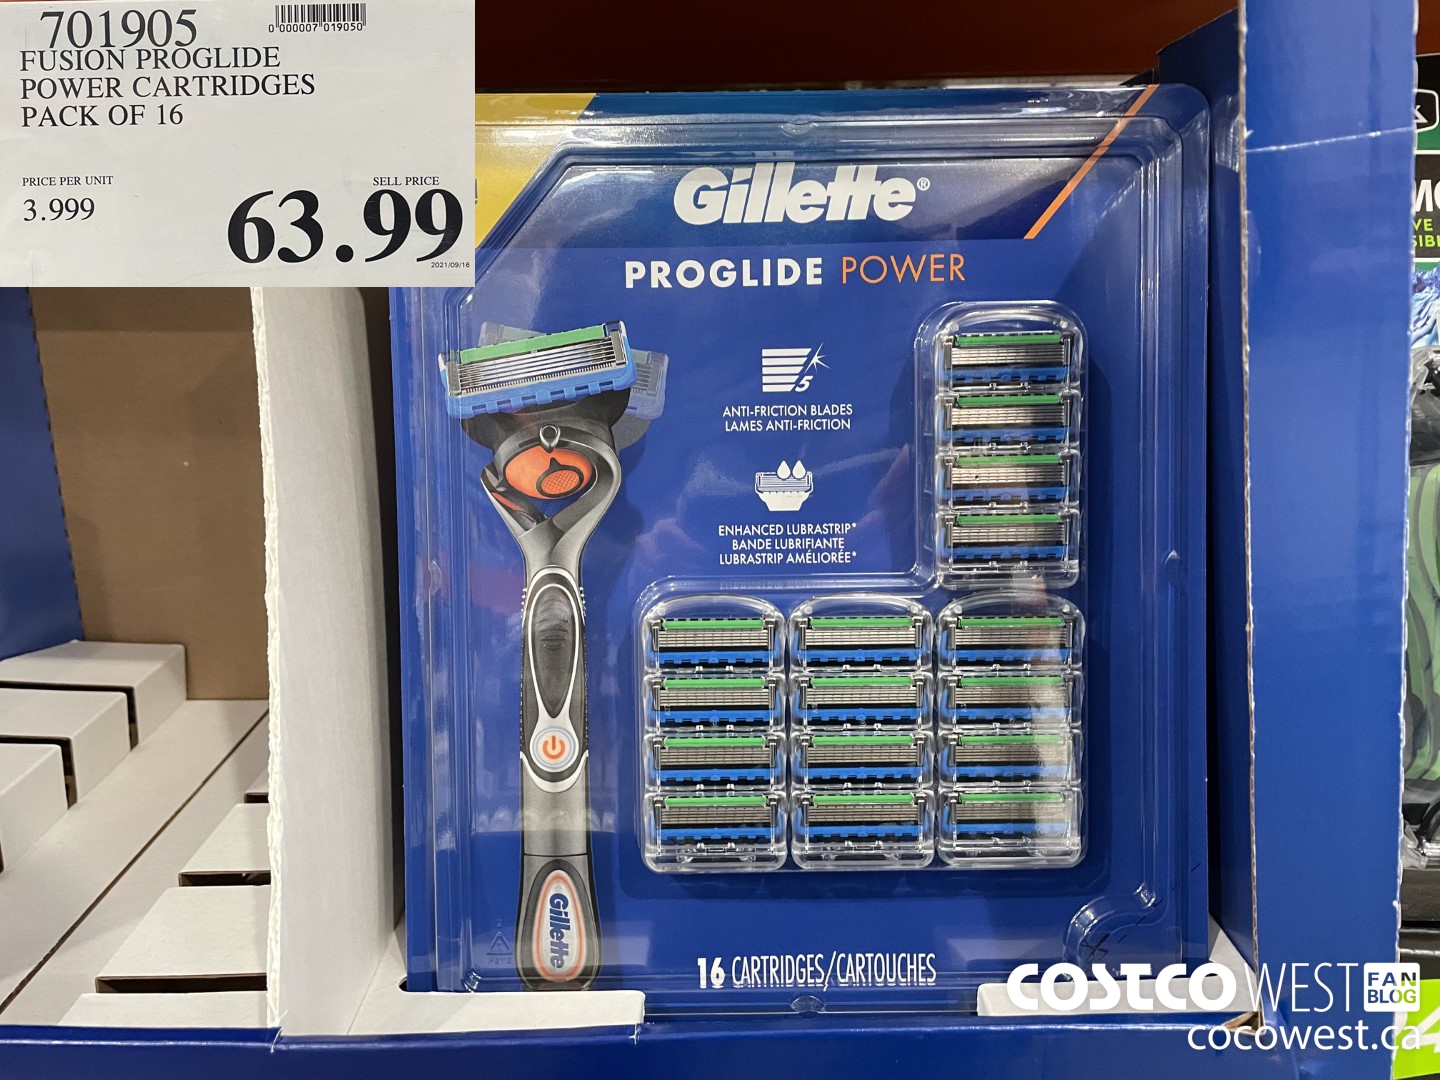 701905
0 000007 019050
FUSION PROGLIDE
POWER CARTRIDGES
PACK OF 16
PRICE PER UNIT
3.999
SELL PRICE
63.99
2021/09/16
Gillette®
PROGLIDE POWER
5
ANTI-FRICTION BLADES
LAMES ANTI-FRICTION
ENHANCED LUBRASTRIP*
BANDE LUBRIFIANTE
LUBRASTRIP AMÉLIORÉE*
Gillette
16 CARTRIDGES/CARTOUCHES
COSTCO WEST FAN BLOG
cocowest.ca